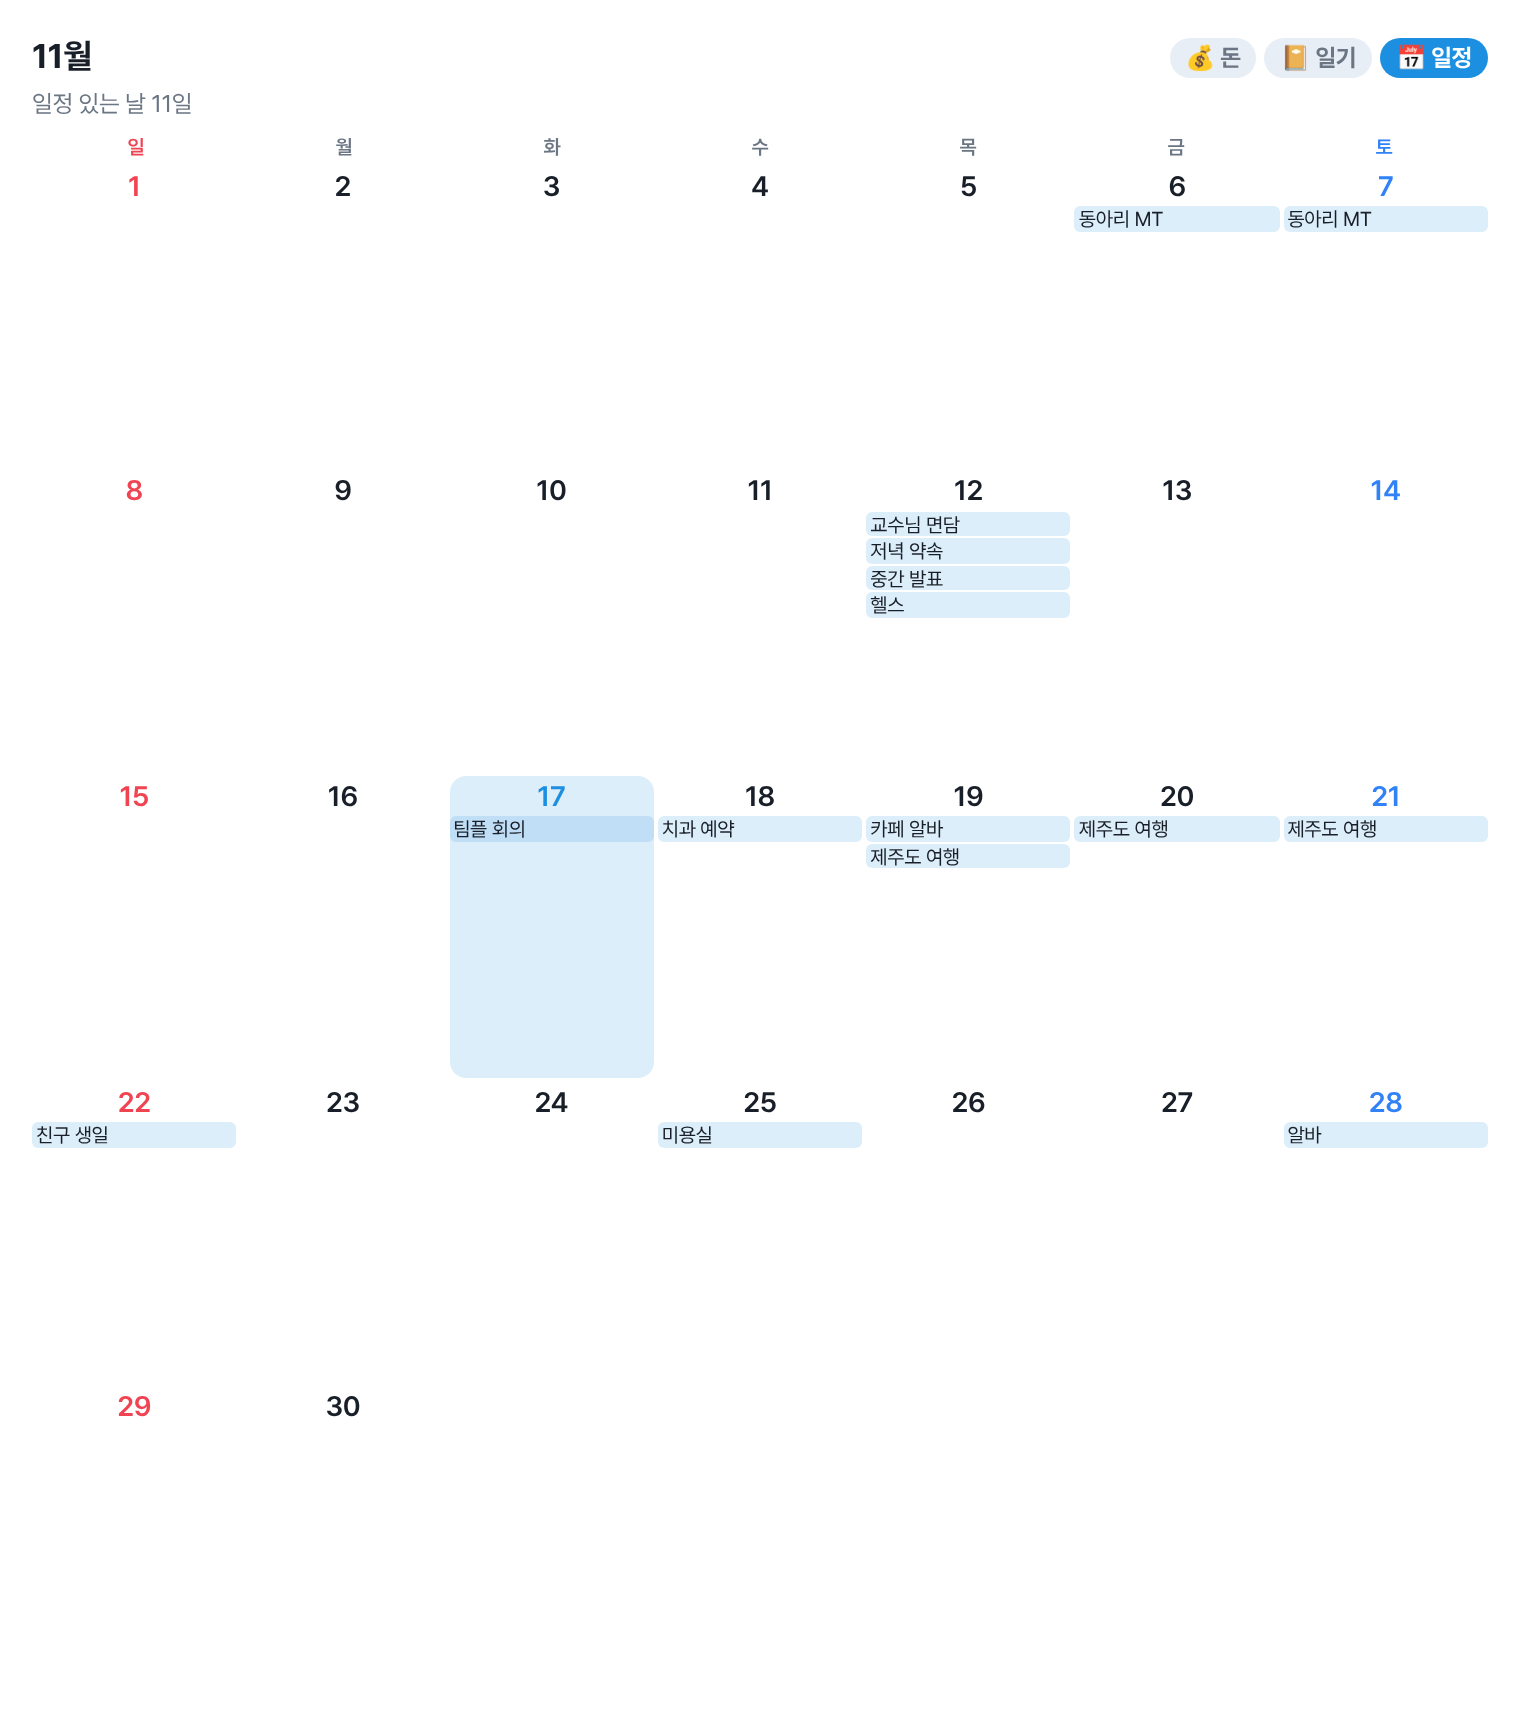 11월
💰 돈 📔 일기 📅 일정
일정 있는 날 11일
일 월 화 수 목 금 토
1 2 3 4 5 6 7
동아리 MT 동아리 MT
8 9 10 11 12 13 14
교수님 면담
저녁 약속
중간 발표
헬스
15 16 17 18 19 20 21
팀플 회의 치과 예약 카페 알바 제주도 여행 제주도 여행
제주도 여행
22 23 24 25 26 27 28
친구 생일 미용실 알바
29 30